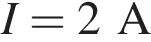 I = 2 A